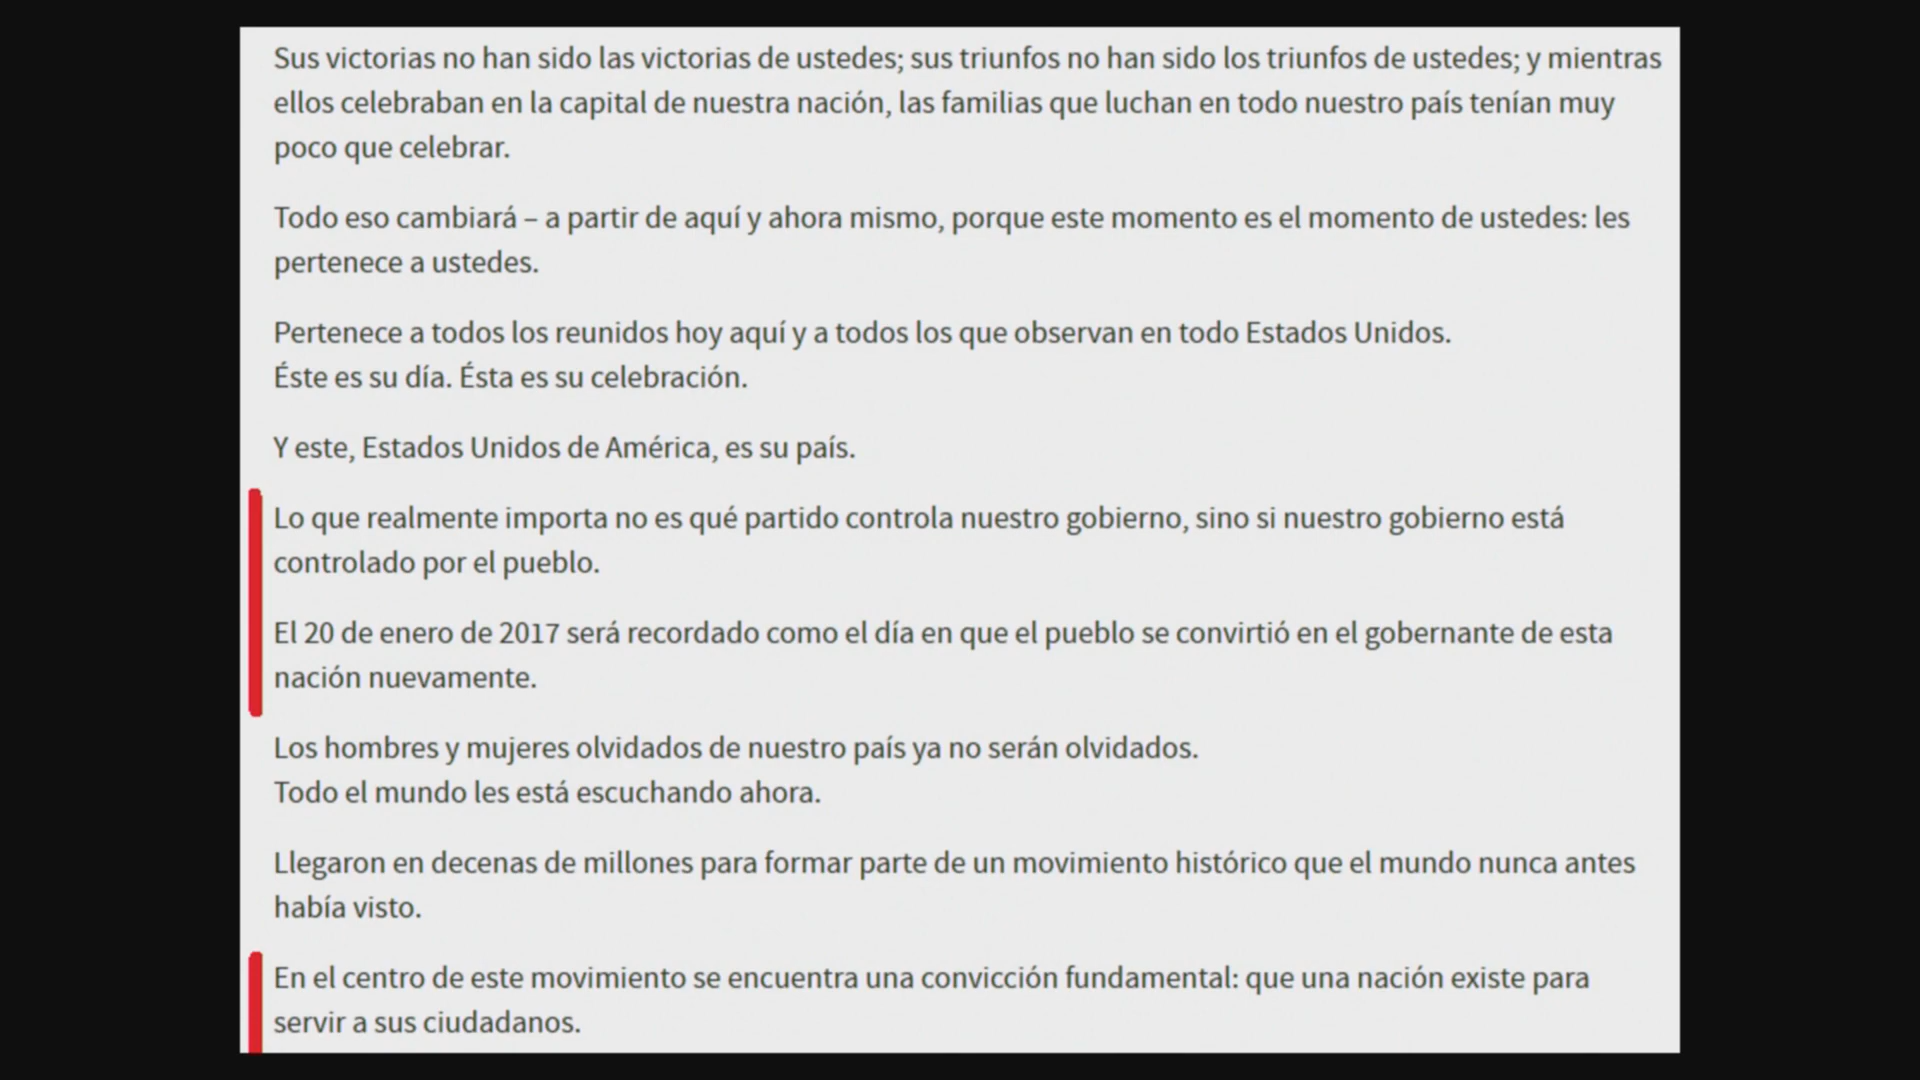 Sus victorias no han sido las victorias de ustedes; sus triunfos no han sido los triunfos de ustedes; y mientras
ellos celebraban en la capital de nuestra nación, las familias que luchan en todo nuestro país tenían muy
poco que celebrar.
Todo eso cambiará – a partir de aquí y ahora mismo, porque este momento es el momento de ustedes: les
pertenece a ustedes.
Pertenece a todos los reunidos hoy aquí y a todos los que observan en todo Estados Unidos.
Éste es su día. Ésta es su celebración.
Y este, Estados Unidos de América, es su país.
Lo que realmente importa no es qué partido controla nuestro gobierno, sino si nuestro gobierno está
controlado por el pueblo.
El 20 de enero de 2017 será recordado como el día en que el pueblo se convirtió en el gobernante de esta
nación nuevamente.
Los hombres y mujeres olvidados de nuestro país ya no serán olvidados.
Todo el mundo les está escuchando ahora.
Llegaron en decenas de millones para formar parte de un movimiento histórico que el mundo nunca antes
había visto.
En el centro de este movimiento se encuentra una convicción fundamental: que una nación existe para
servir a sus ciudadanos.